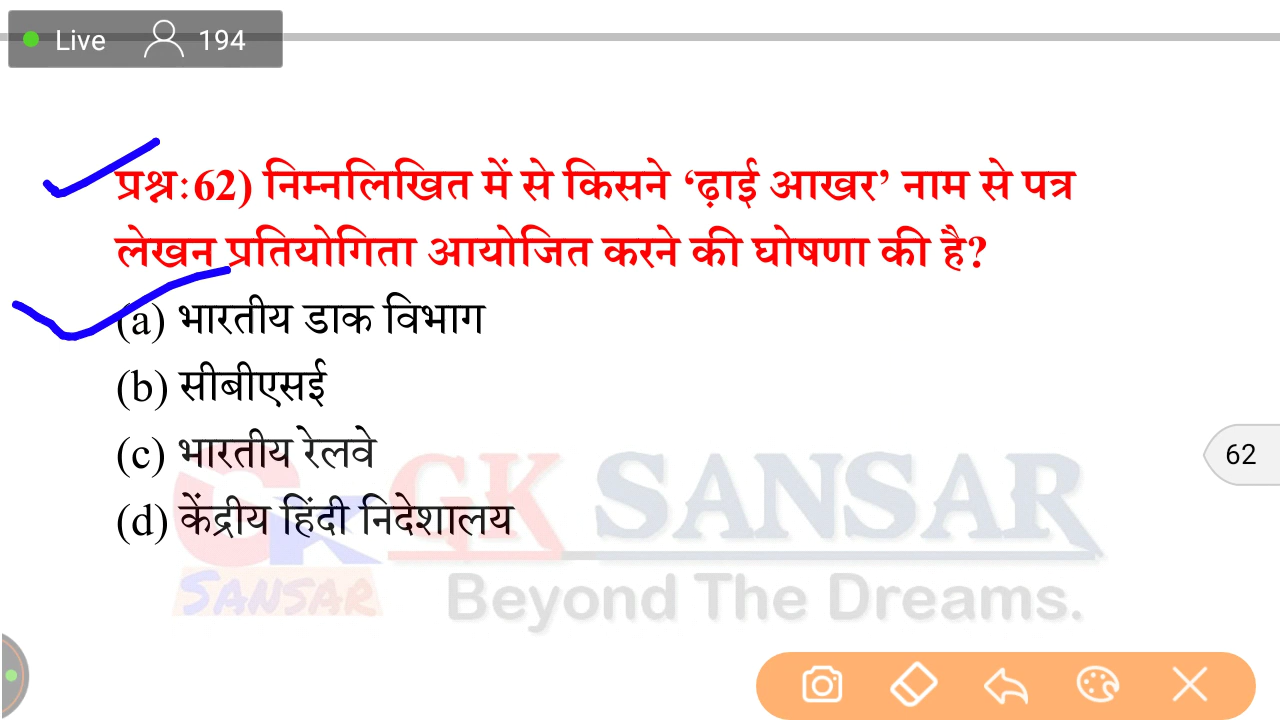 Live 194
प्रश्न:62) निम्नलिखित में से किसने ‘ढ़ाई आखर’ नाम से पत्र
लेखन प्रतियोगिता आयोजित करने की घोषणा की है?
(a) भारतीय डाक विभाग
(b) सीबीएसई
(c) भारतीय रेलवे
62
(d) केंद्रीय हिंदी निदेशालय
GK SANSAR
SANSAR
Beyond The Dreams.